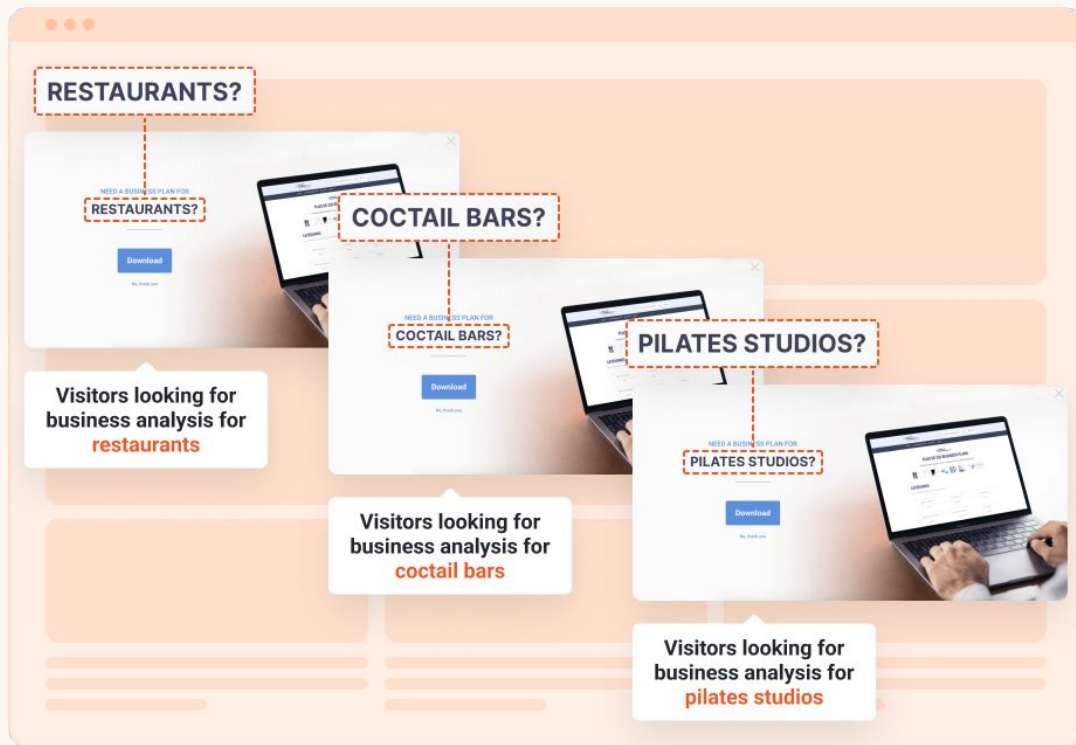 RESTAURANTS?
NEED A BUSINESS PLAN FOR
RESTAURANTS?
Download
No, thank you
Visitors looking for
business analysis for
restaurants
COCTAIL BARS?
NEED A BUSINESS PLAN FOR
COCTAIL BARS?
Download
No, thank you
Visitors looking for
business analysis for
coctail bars
PILATES STUDIOS?
NEED A BUSINESS PLAN FOR
PILATES STUDIOS?
Download
No, thank you
Visitors looking for
business analysis for
pilates studios